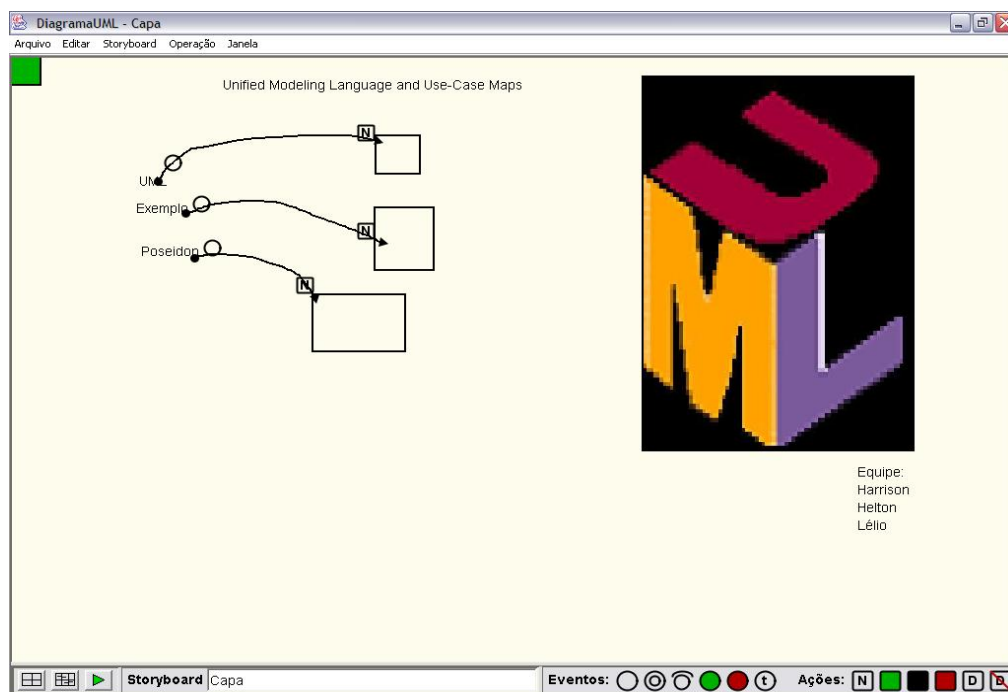 DiagramaUML - Capa
Arquivo Editar Storyboard Operação Janela
Unified Modeling Language and Use-Case Maps
N
UML
Exemplo
N
Poseidon
N
UML
Equipe:
Harrison
Helton
Lélio
Storyboard Capa Eventos: t Ações: N D D